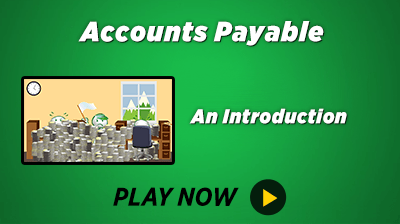 Accounts Payable
An Introduction
PLAY NOW